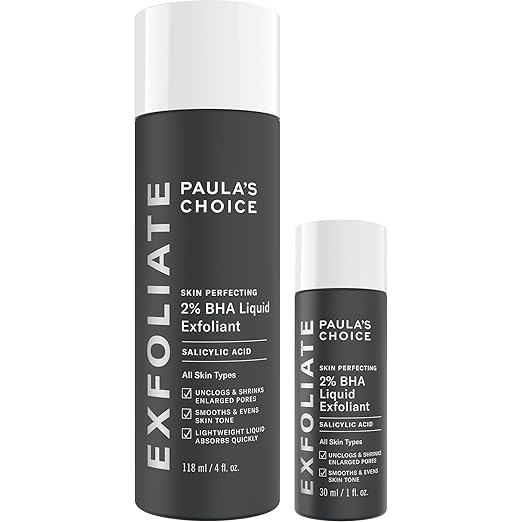 EXFOLIATE
PAULA'S
CHOICE
SKIN PERFECTING
2% BHA Liquid
Exfoliant
SALICYLIC ACID
All Skin Types
UNCLOGS & SHRINKS
ENLARGED PORES
SMOOTHS & EVENS
SKIN TONE
LIGHTWEIGHT LIQUID
ABSORBS QUICKLY
118 ml / 4 fl. oz.
EXFOLIATE
PAULA'S
CHOICE
SKIN PERFECTING
2% BHA
Liquid
Exfoliant
SALICYLIC ACID
All Skin Types
UNCLOGS & SHRINKS
ENLARGED PORES
SMOOTHS & EVENS
SKIN TONE
30 ml / 1 fl. oz.